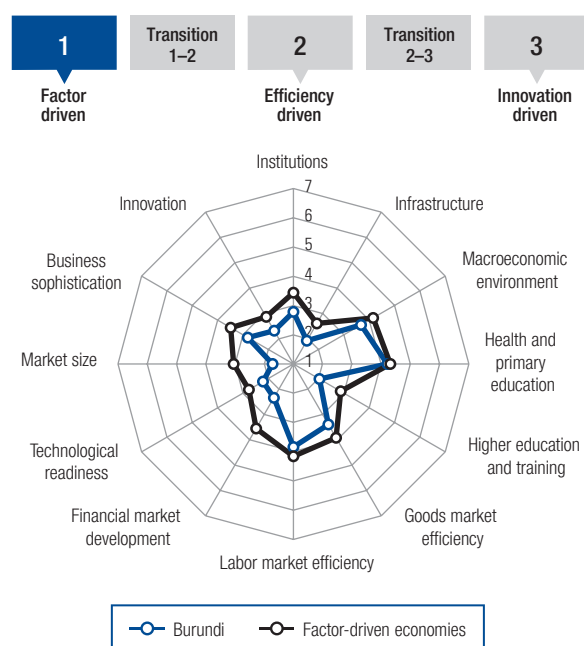 1
Transition
1–2
2
Transition
2–3
3
Factor
driven
Efficiency
driven
Innovation
driven
Institutions
7
6
5
4
3
2
1
Infrastructure
Macroeconomic
environment
Health and
primary
education
Higher education
and training
Goods market
efficiency
Labor market efficiency
Financial market
development
Technological
readiness
Market size
Business
sophistication
Innovation
Burundi
Factor-driven economies